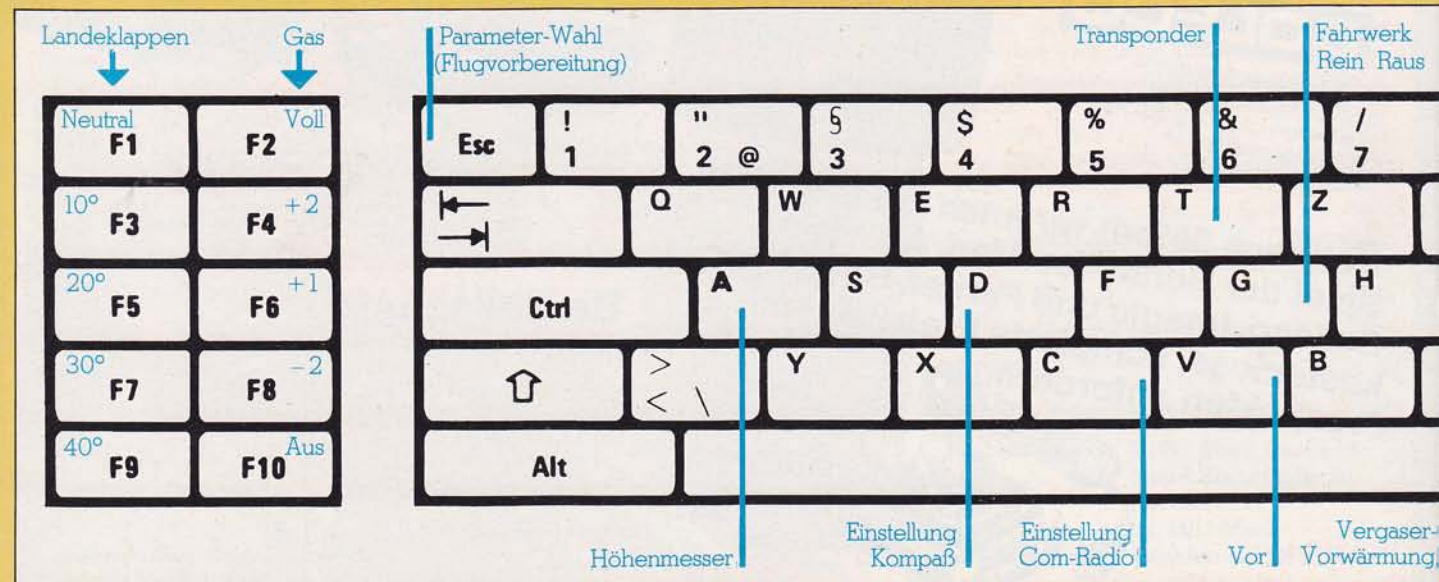 Landeklappen Gas
Parameter-Wahl
(Flugvorbereitung)
Transponder
Fahrwerk
Rein Raus
Neutral F1
Voll F2
Esc
! 1
" 2 @
§ 3
$ 4
% 5
& 6
/ 7
10° F3
+2 F4
Q W E R T Z
20° F5
+1 F6
Ctrl A S D F G H
30° F7
-2 F8
> < \ Y X C V B
40° F9
Aus F10
Alt
Höhenmesser
Einstellung
Kompaß
Einstellung
Com-Radio
Vor
Vergaser-
Vorwärmung